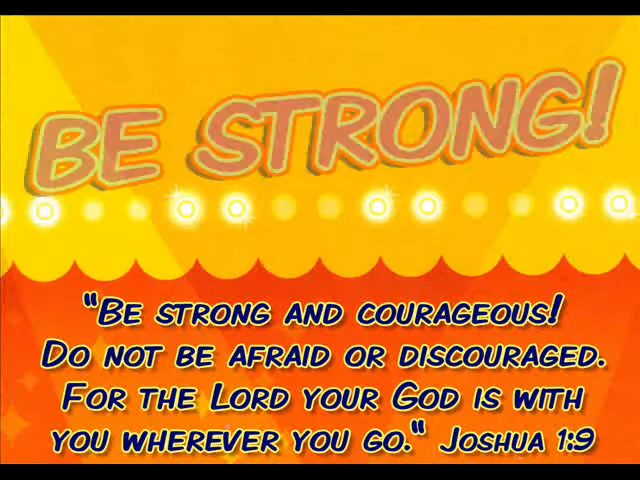 BE STRONG!
"BE STRONG AND COURAGEOUS!
DO NOT BE AFRAID OR DISCOURAGED.
FOR THE LORD YOUR GOD IS WITH
YOU WHEREVER YOU GO." JOSHUA 1:9